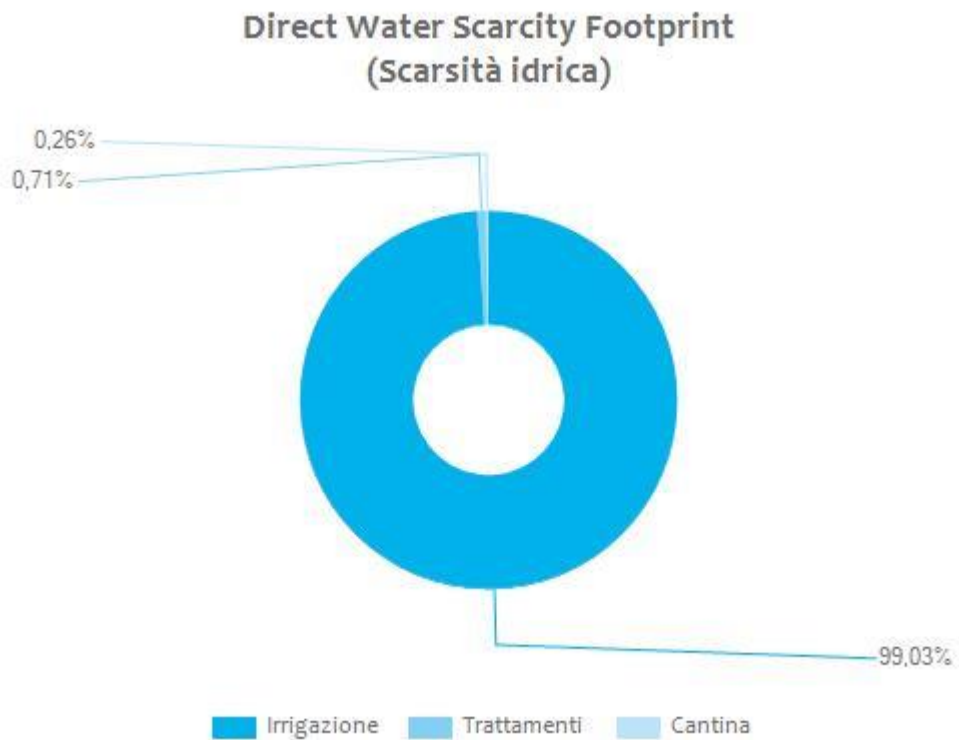 Direct Water Scarcity Footprint
(Scarsità idrica)
0,26%
0,71%
99,03%
Irrigazione Trattamenti Cantina